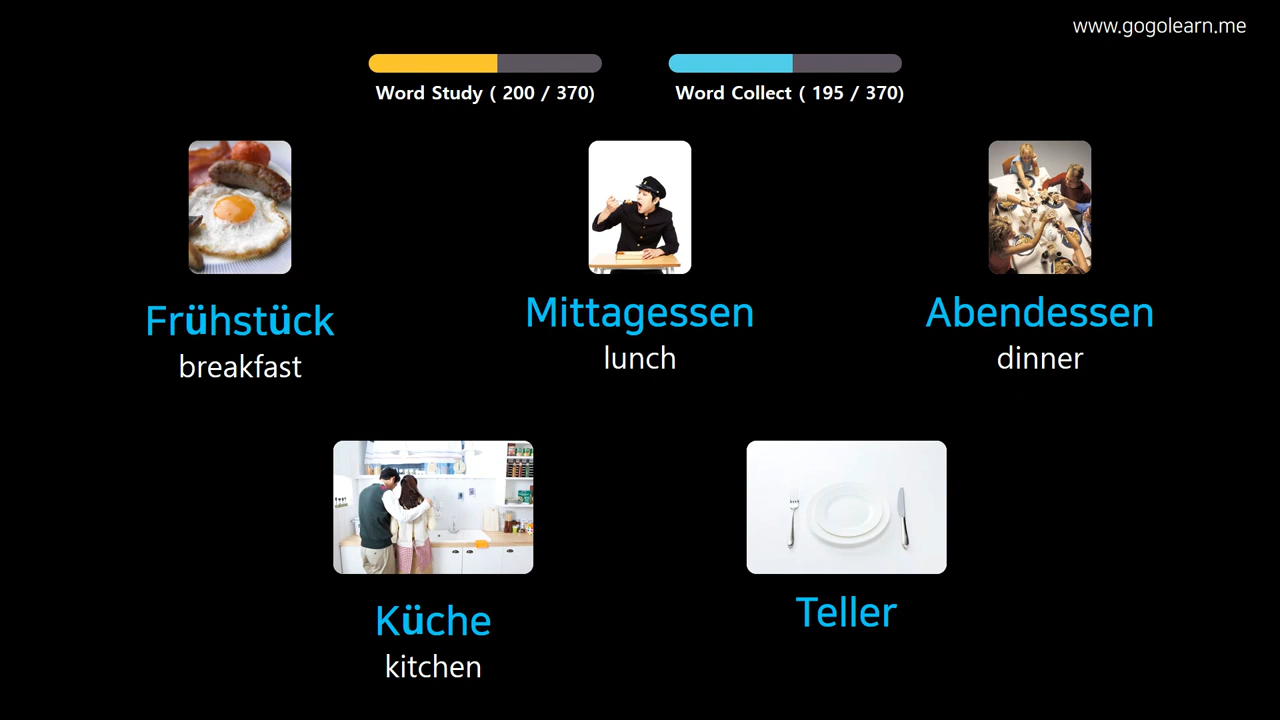 www.gogolearn.me
Word Study ( 200 / 370)
Word Collect ( 195 / 370)
Frühstück
breakfast
Mittagessen
lunch
Abendessen
dinner
Küche
kitchen
Teller